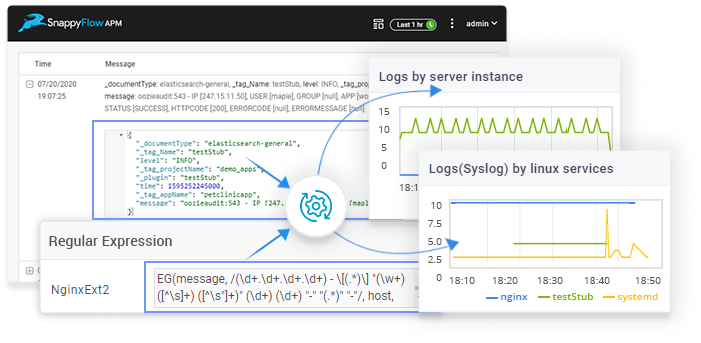 SnappyFlow APM
Last 1 hr
admin
Time Message
07/20/2020
19:07:25
_documentType: elasticsearch-general, _tag_Name: testStub, level: INFO, _tag_proje
message: oozieaudit:543 - IP [247.15.11.50], USER [maple], GROUP [null], APP [wo
STATUS [SUCCESS], HTTPCODE [200], ERRORCODE [null], ERRORMESSAGE [null]
{
"_documentType": "elasticsearch-general",
"_tag_Name": "testStub",
"level": "INFO",
"_tag_projectName": "demo_apps",
"_plugin": "testStub",
"time": 1595252245000,
"_tag_appName": "petclinicapp",
"message": "oozieaudit:543 - IP [247. [mapl
}
Logs by server instance
15
10
5
0
18:1
Logs(Syslog) by linux services
10
7.5
5.0
2.5
0
18:10 18:20 18:30 18:40 18:50
nginx testStub systemd
Regular Expression
NginxExt2
EG(message, /(\d+.\d+.\d+.\d+) - \[(.*)\] "(\w+)
([^\s]+) ([^\s"]+)" (\d+) (\d+) "-" "(.*)" "-"/, host,